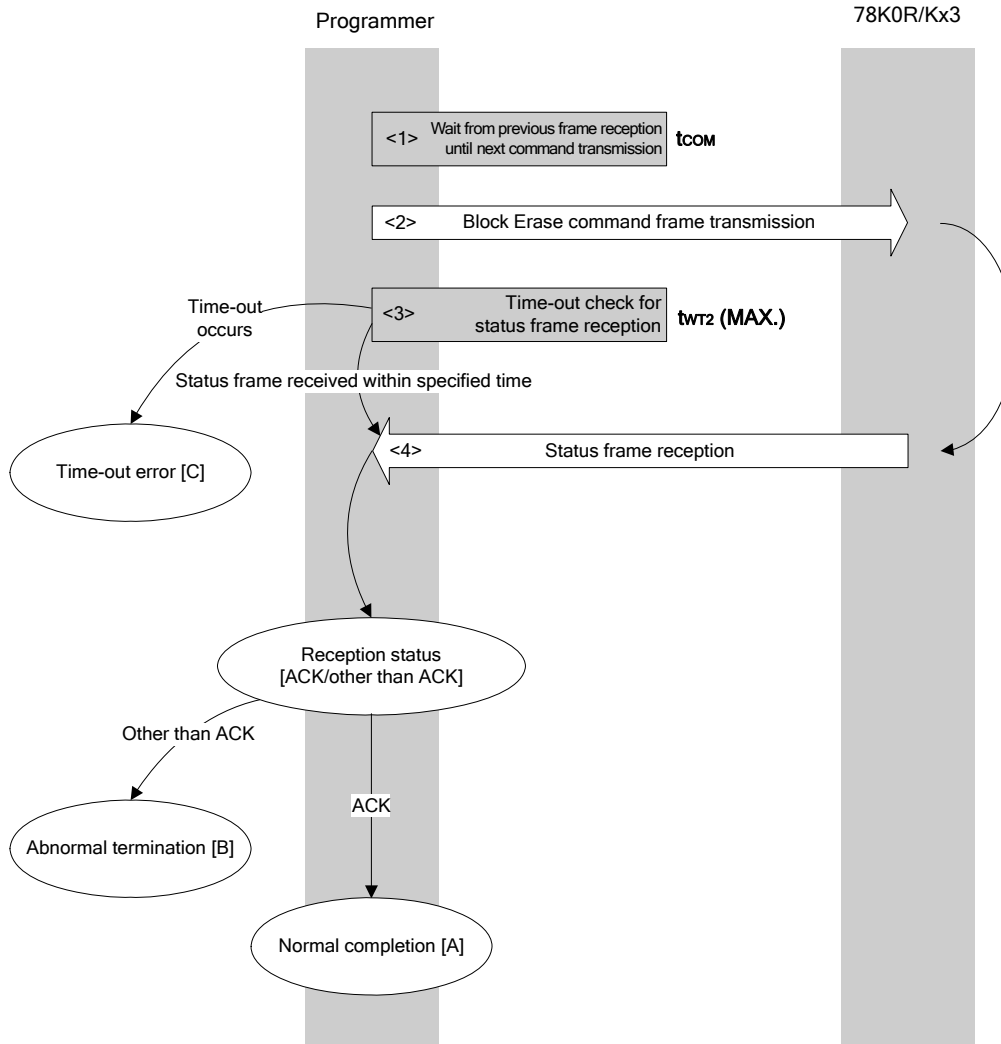 Programmer
78K0R/Kx3
<1> Wait from previous frame reception
until next command transmission
tCOM
<2> Block Erase command frame transmission
Time-out
occurs
<3> Time-out check for
status frame reception
tWT2 (MAX.)
Status frame received within specified time
<4> Status frame reception
Time-out error [C]
Reception status
[ACK/other than ACK]
Other than ACK
ACK
Abnormal termination [B]
Normal completion [A]